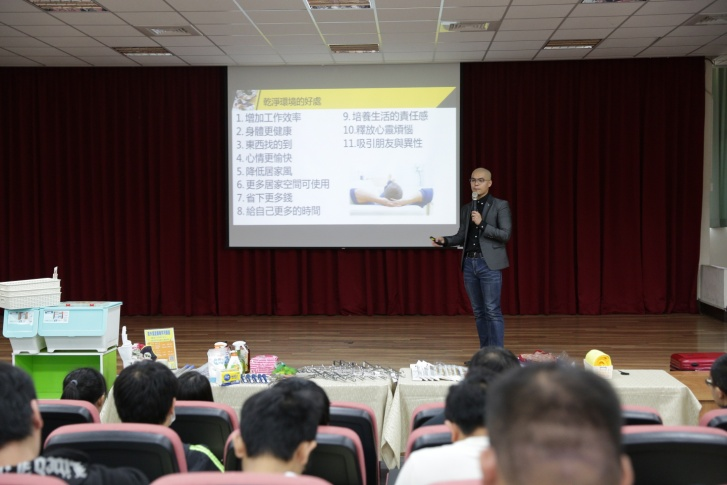 乾淨環境的好處
1. 增加工作效率
2. 身體更健康
3. 東西找的到
4. 心情更愉快
5. 降低居家風
6. 更多居家空間可使用
7. 省下更多錢
8. 給自己更多的時間
9. 培養生活的責任感
10. 釋放心靈煩惱
11. 吸引朋友與異性